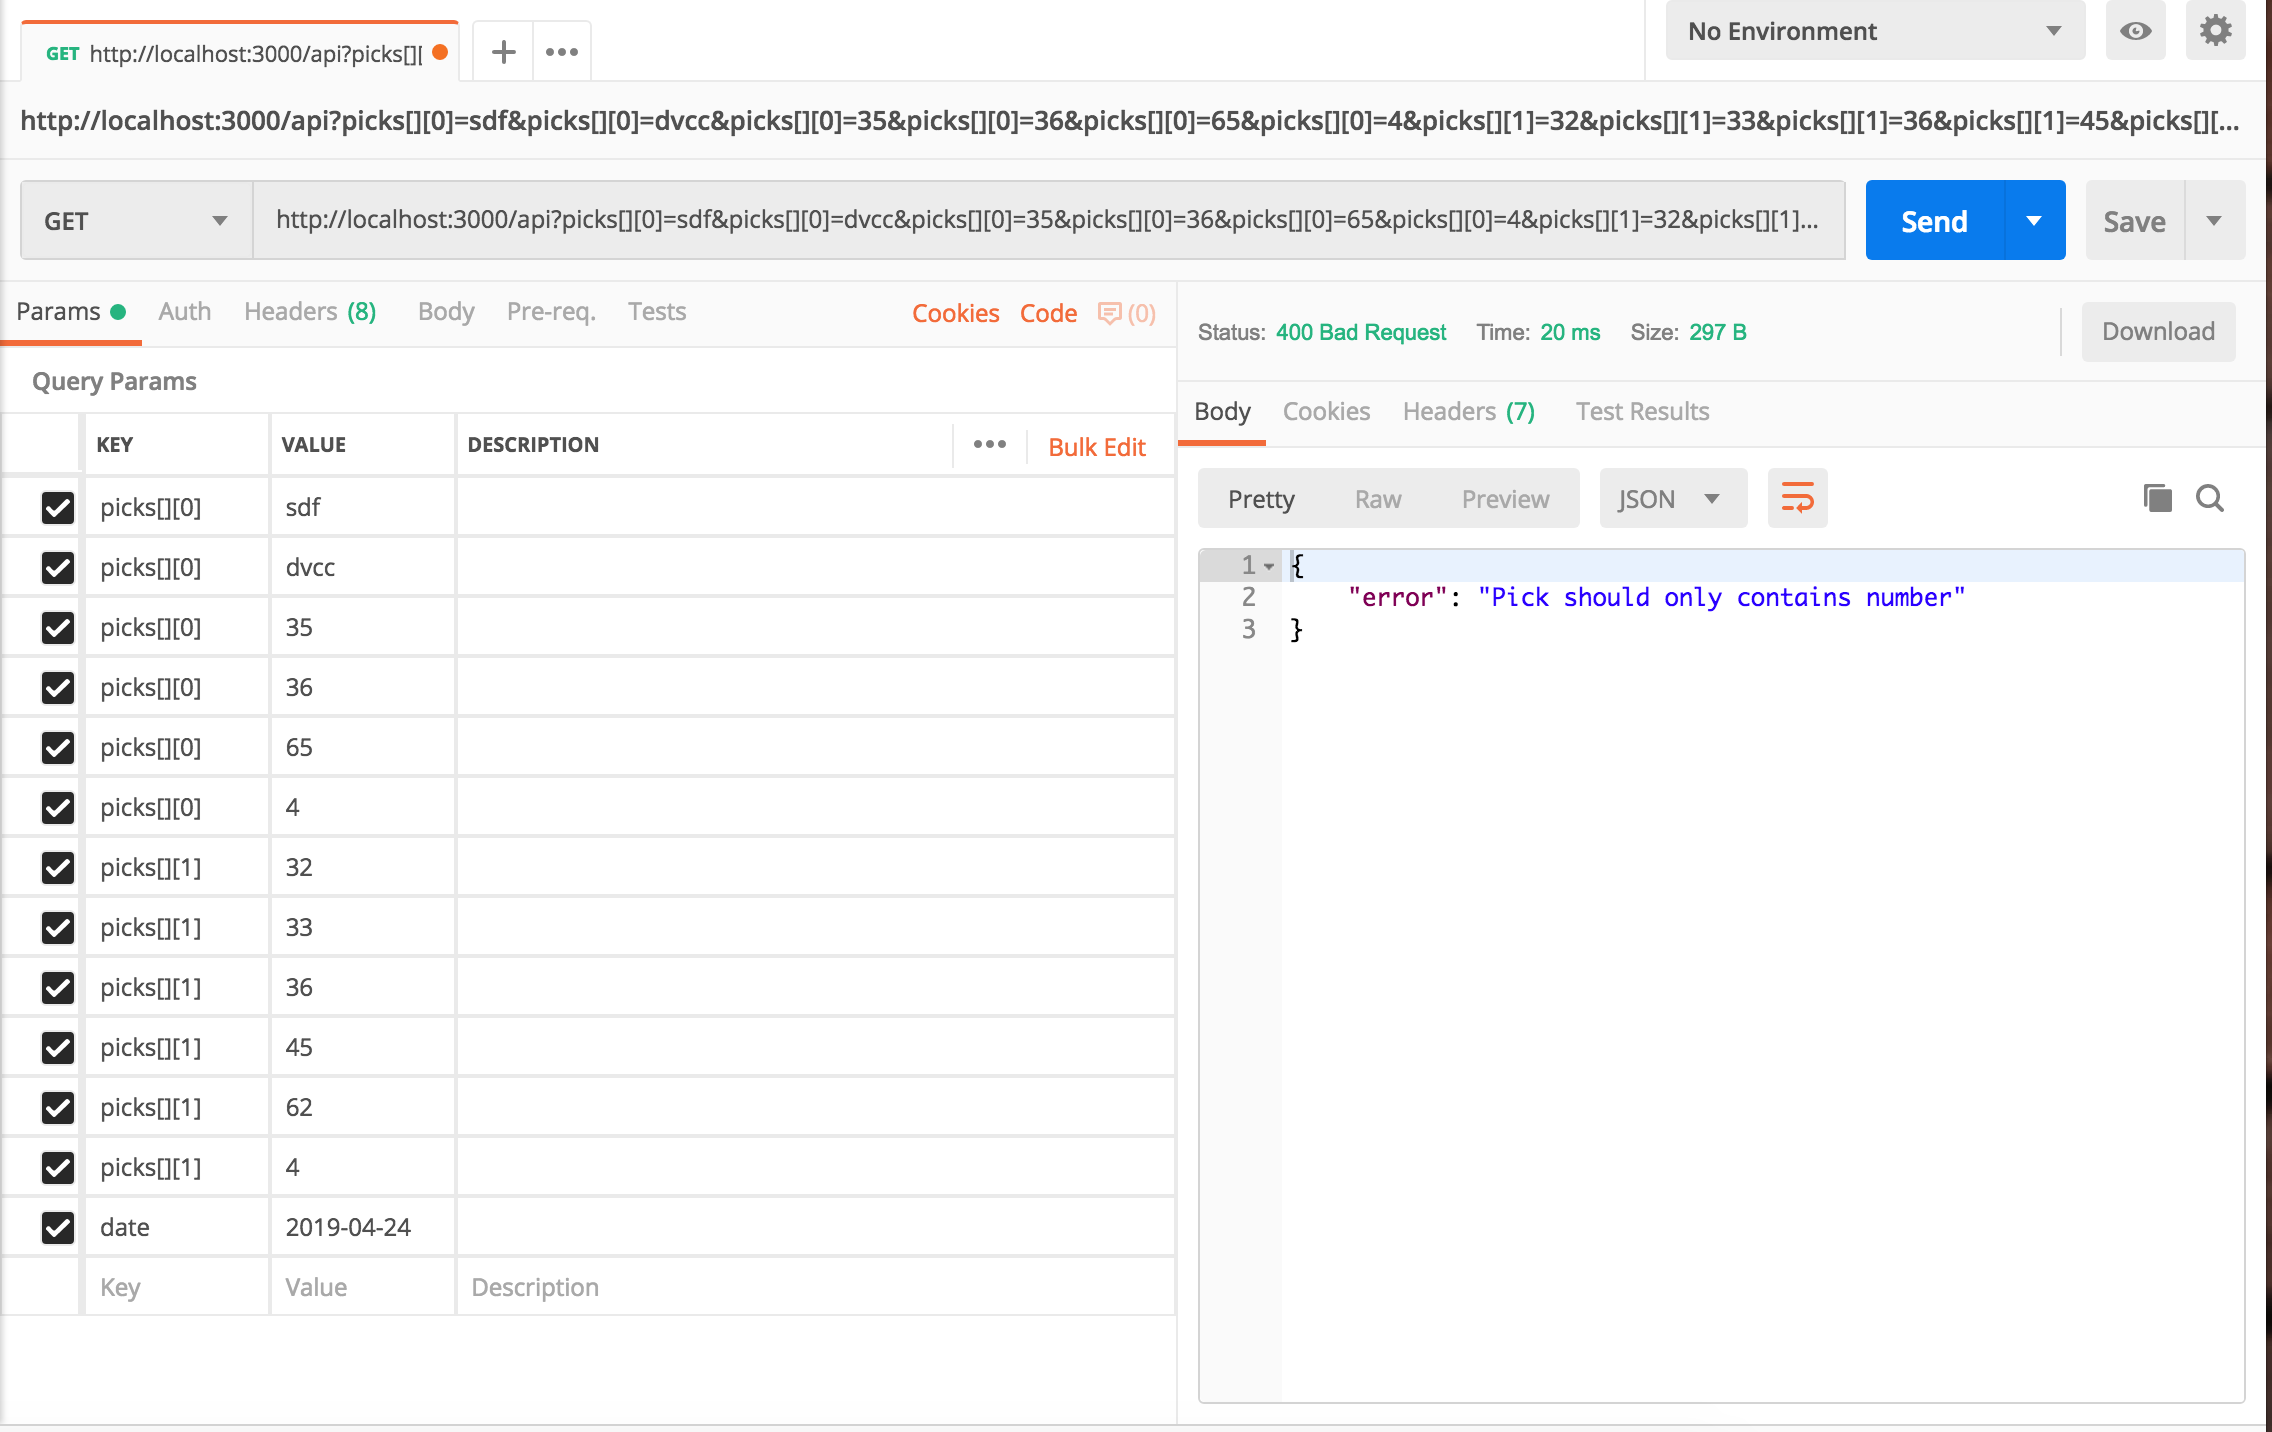 GET http://localhost:3000/api?picks[][
No Environment
http://localhost:3000/api?picks[][0]=sdf&picks[][0]=dvcc&picks[][0]=35&picks[][0]=36&picks[][0]=65&picks[][0]=4&picks[][1]=32&picks[][1]=33&picks[][1]=36&picks[][1]=45&picks[][...
GET http://localhost:3000/api?picks[][0]=sdf&picks[][0]=dvcc&picks[][0]=35&picks[][0]=36&picks[][0]=65&picks[][0]=4&picks[][1]=32&picks[][1]... Send Save
Params Auth Headers (8) Body Pre-req. Tests Cookies Code (0)
Query Params
KEY VALUE DESCRIPTION ••• Bulk Edit
picks[][0] sdf
picks[][0] dvcc
picks[][0] 35
picks[][0] 36
picks[][0] 65
picks[][0] 4
picks[][1] 32
picks[][1] 33
picks[][1] 36
picks[][1] 45
picks[][1] 62
picks[][1] 4
date 2019-04-24
Key Value Description
Status: 400 Bad Request Time: 20 ms Size: 297 B Download
Body Cookies Headers (7) Test Results
Pretty Raw Preview JSON
1 {
2 "error": "Pick should only contains number"
3 }